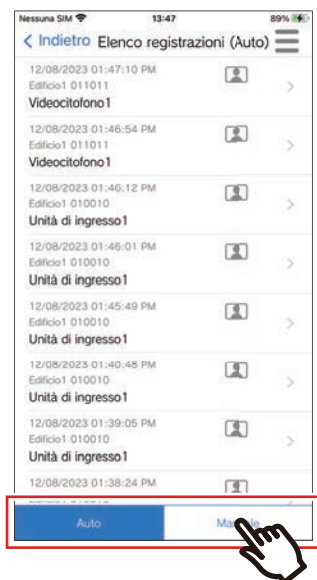 Nessuna SIM 13:47 89%
Indietro Elenco registrazioni (Auto)
12/08/2023 01:47:10 PM
Edificio1 011011
Videocitofono1
12/08/2023 01:46:54 PM
Edificio1 011011
Videocitofono1
12/08/2023 01:46:12 PM
Edificio1 010010
Unità di ingresso1
12/08/2023 01:46:01 PM
Edificio1 010010
Unità di ingresso1
12/08/2023 01:45:49 PM
Edificio1 010010
Unità di ingresso1
12/08/2023 01:40:48 PM
Edificio1 010010
Unità di ingresso1
12/08/2023 01:39:05 PM
Edificio1 010010
Unità di ingresso1
12/08/2023 01:38:24 PM
Auto